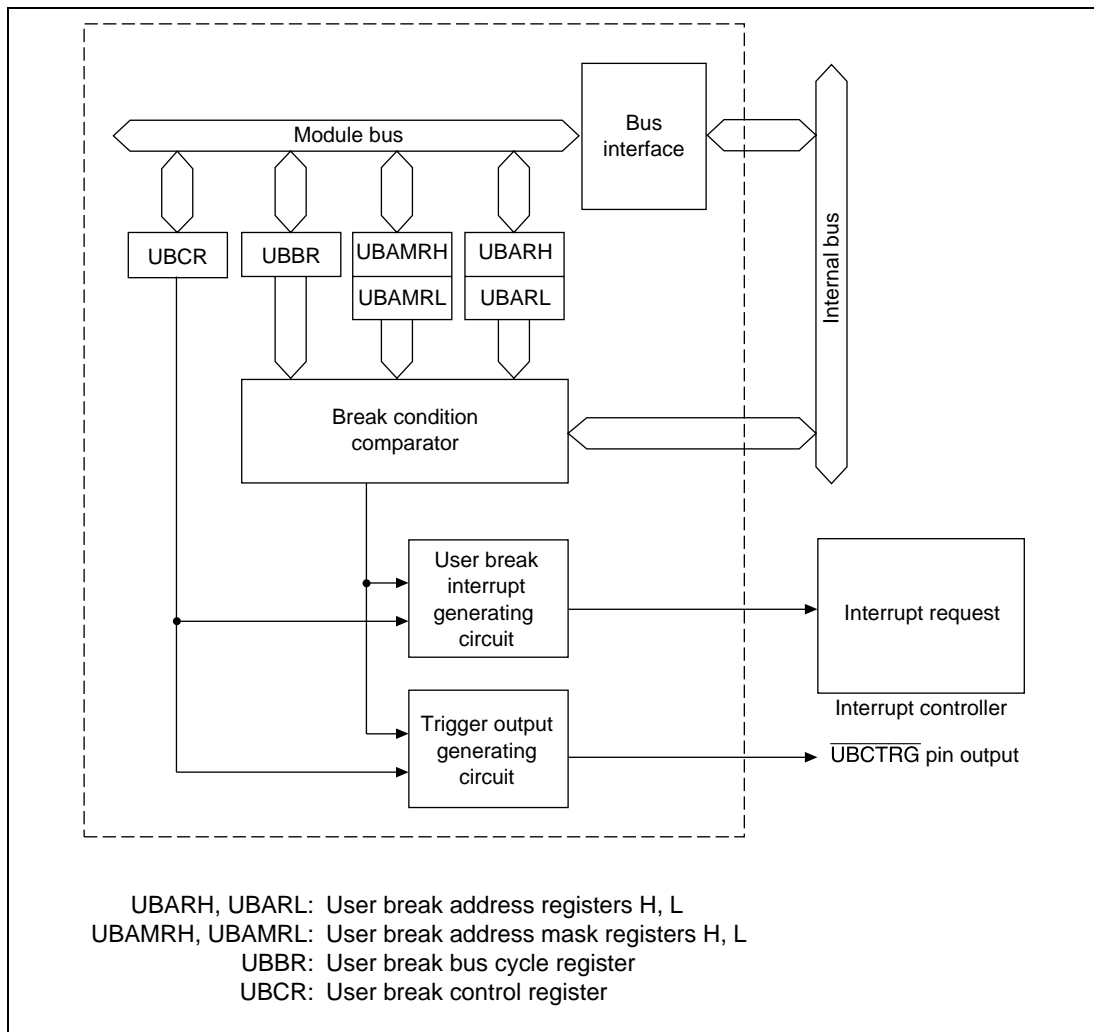 Module bus
Bus
interface
Internal bus
UBCR
UBBR
UBAMRH
UBARH
UBAMRL
UBARL
Break condition
comparator
User break
interrupt
generating
circuit
Interrupt request
Interrupt controller
Trigger output
generating
circuit
UBCTRG pin output
UBARH, UBARL: User break address registers H, L
UBAMRH, UBAMRL: User break address mask registers H, L
UBBR: User break bus cycle register
UBCR: User break control register